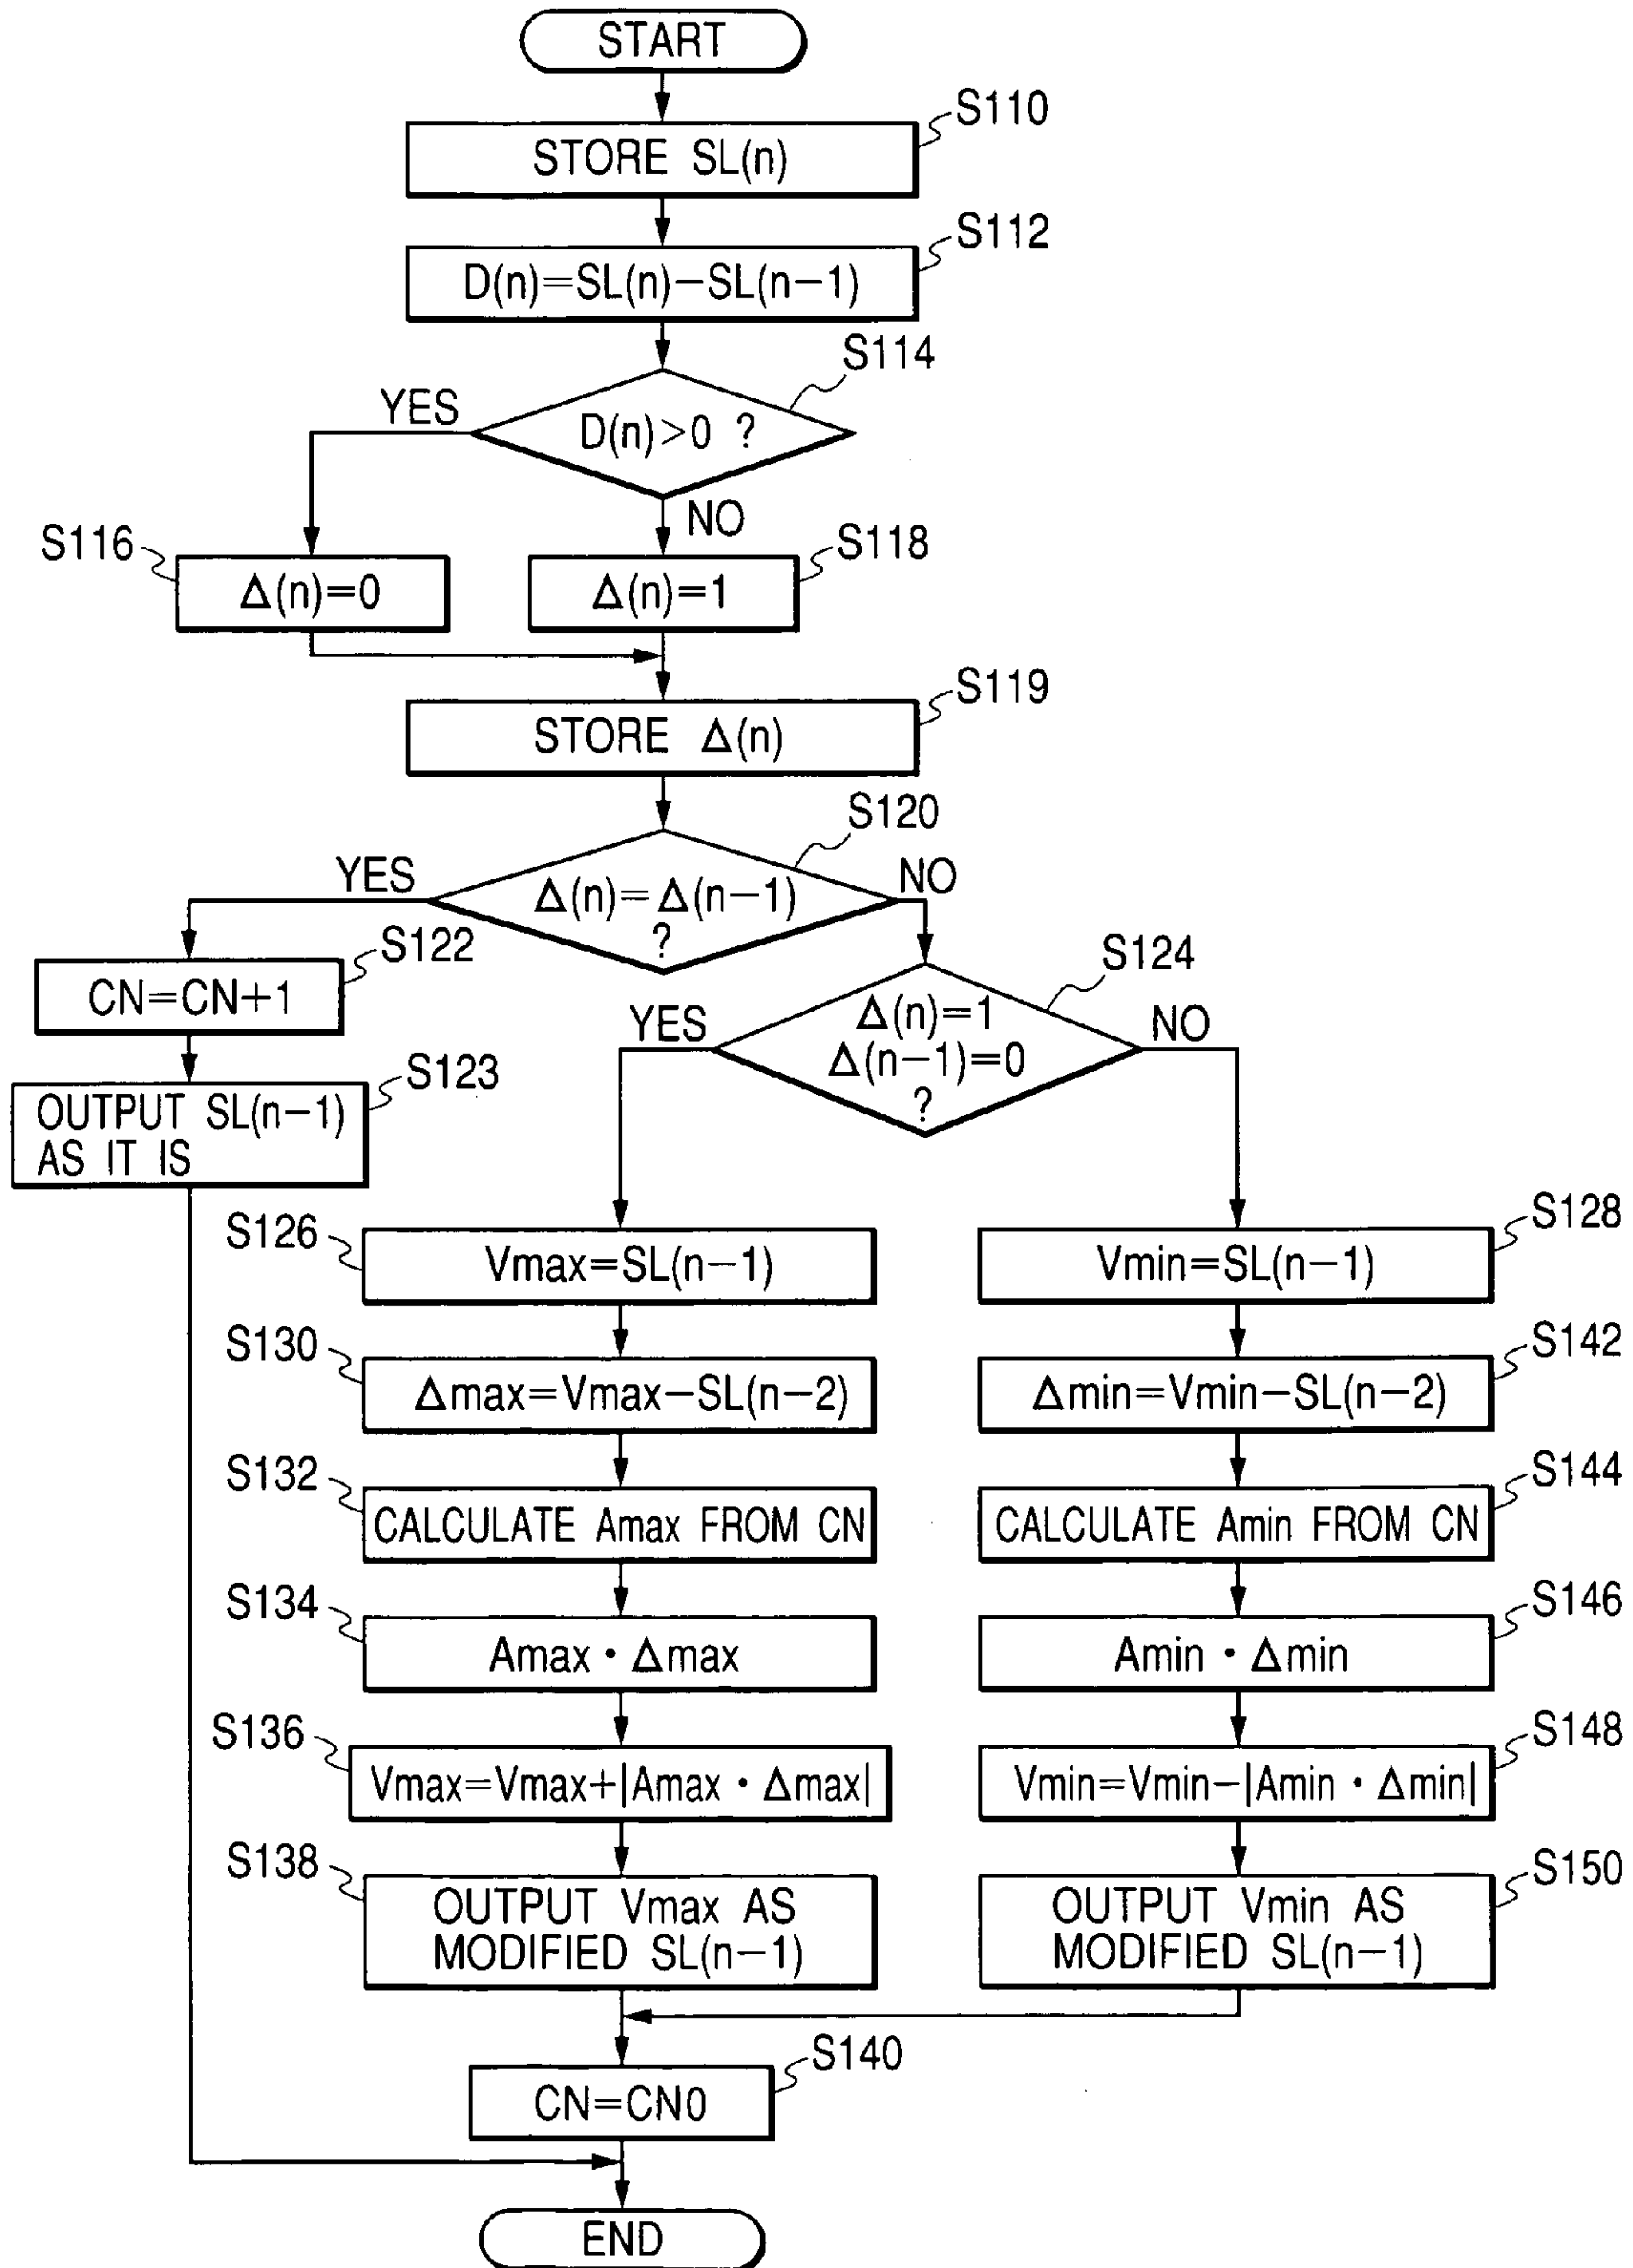 START
S110
STORE SL(n)
S112
D(n)=SL(n)−SL(n−1)
S114
YES
D(n)>0 ?
NO
S116
Δ(n)=0
S118
Δ(n)=1
S119
STORE Δ(n)
S120
YES
Δ(n)=Δ(n−1)
?
NO
S122
CN=CN+1
S123
OUTPUT SL(n−1)
AS IT IS
S124
YES
Δ(n)=1
Δ(n−1)=0
?
NO
S126
Vmax=SL(n−1)
S128
Vmin=SL(n−1)
S130
Δmax=Vmax−SL(n−2)
S142
Δmin=Vmin−SL(n−2)
S132
CALCULATE Amax FROM CN
S144
CALCULATE Amin FROM CN
S134
Amax・Δmax
S146
Amin・Δmin
S136
Vmax=Vmax+|Amax・Δmax|
S148
Vmin=Vmin−|Amin・Δmin|
S138
OUTPUT Vmax AS
MODIFIED SL(n−1)
S150
OUTPUT Vmin AS
MODIFIED SL(n−1)
S140
CN=CN0
END